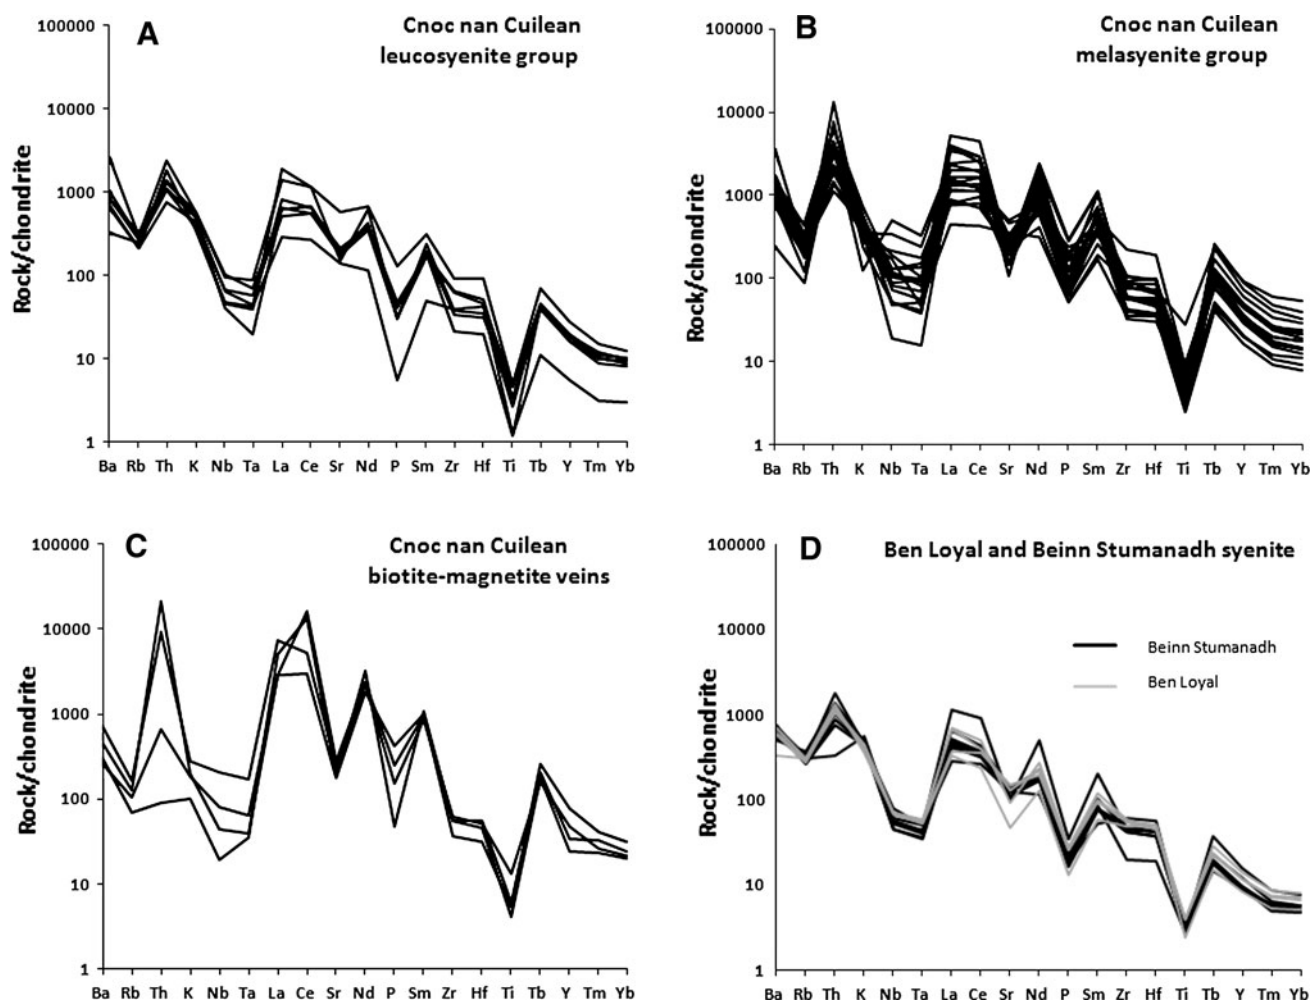 A
Cnoc nan Cuilean
leucosyenite group
Rock/chondrite
100000
10000
1000
100
10
1
Ba Rb Th K Nb Ta La Ce Sr Nd P Sm Zr Hf Ti Tb Y Tm Yb
B
Cnoc nan Cuilean
melasyenite group
Rock/chondrite
100000
10000
1000
100
10
1
Ba Rb Th K Nb Ta La Ce Sr Nd P Sm Zr Hf Ti Tb Y Tm Yb
C
Cnoc nan Cuilean
biotite-magnetite veins
Rock/chondrite
100000
10000
1000
100
10
1
Ba Rb Th K Nb Ta La Ce Sr Nd P Sm Zr Hf Ti Tb Y Tm Yb
D
Ben Loyal and Beinn Stumanadh syenite
Beinn Stumanadh
Ben Loyal
Rock/chondrite
100000
10000
1000
100
10
1
Ba Rb Th K Nb Ta La Ce Sr Nd P Sm Zr Hf Ti Tb Y Tm Yb